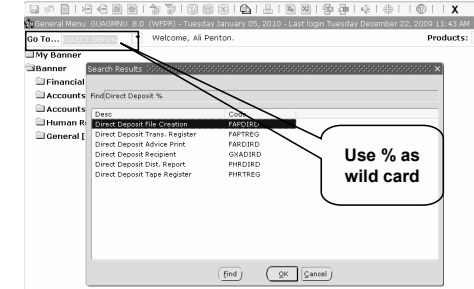 General Menu GUAGMNU 8.0 (WFPR) - Tuesday January 05, 2010 - Last login Tuesday December 22, 2009 11:43 AM
Go To... Welcome, Ali Penton. Products:
My Banner
Banner
Search Results
X
Financial
Accounts
Accounts
Human R
General [
Find Direct Deposit %
Desc Code
Direct Deposit File Creation FAPDIRD
Direct Deposit Trans. Register FAPTREG
Direct Deposit Advice Print FARDIRD
Direct Deposit Recipient GXADIRD
Direct Deposit Dist. Report PHRDIRD
Direct Deposit Tape Register PHRTREG
Use % as
wild card
Find OK Cancel